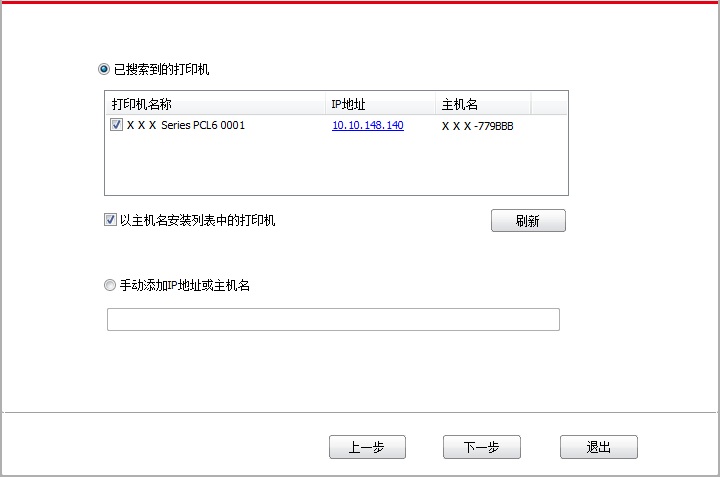 已搜索到的打印机
打印机名称 IP地址 主机名
X X X Series PCL6 0001 10.10.148.140 X X X -779BBB
以主机名安装列表中的打印机 刷新
手动添加IP地址或主机名
上一步 下一步 退出